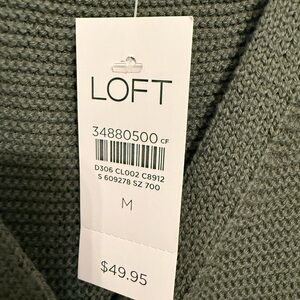 LOFT
34880500 CF
D306 CL002 C8912
S 609278 SZ 700
M
$49.95